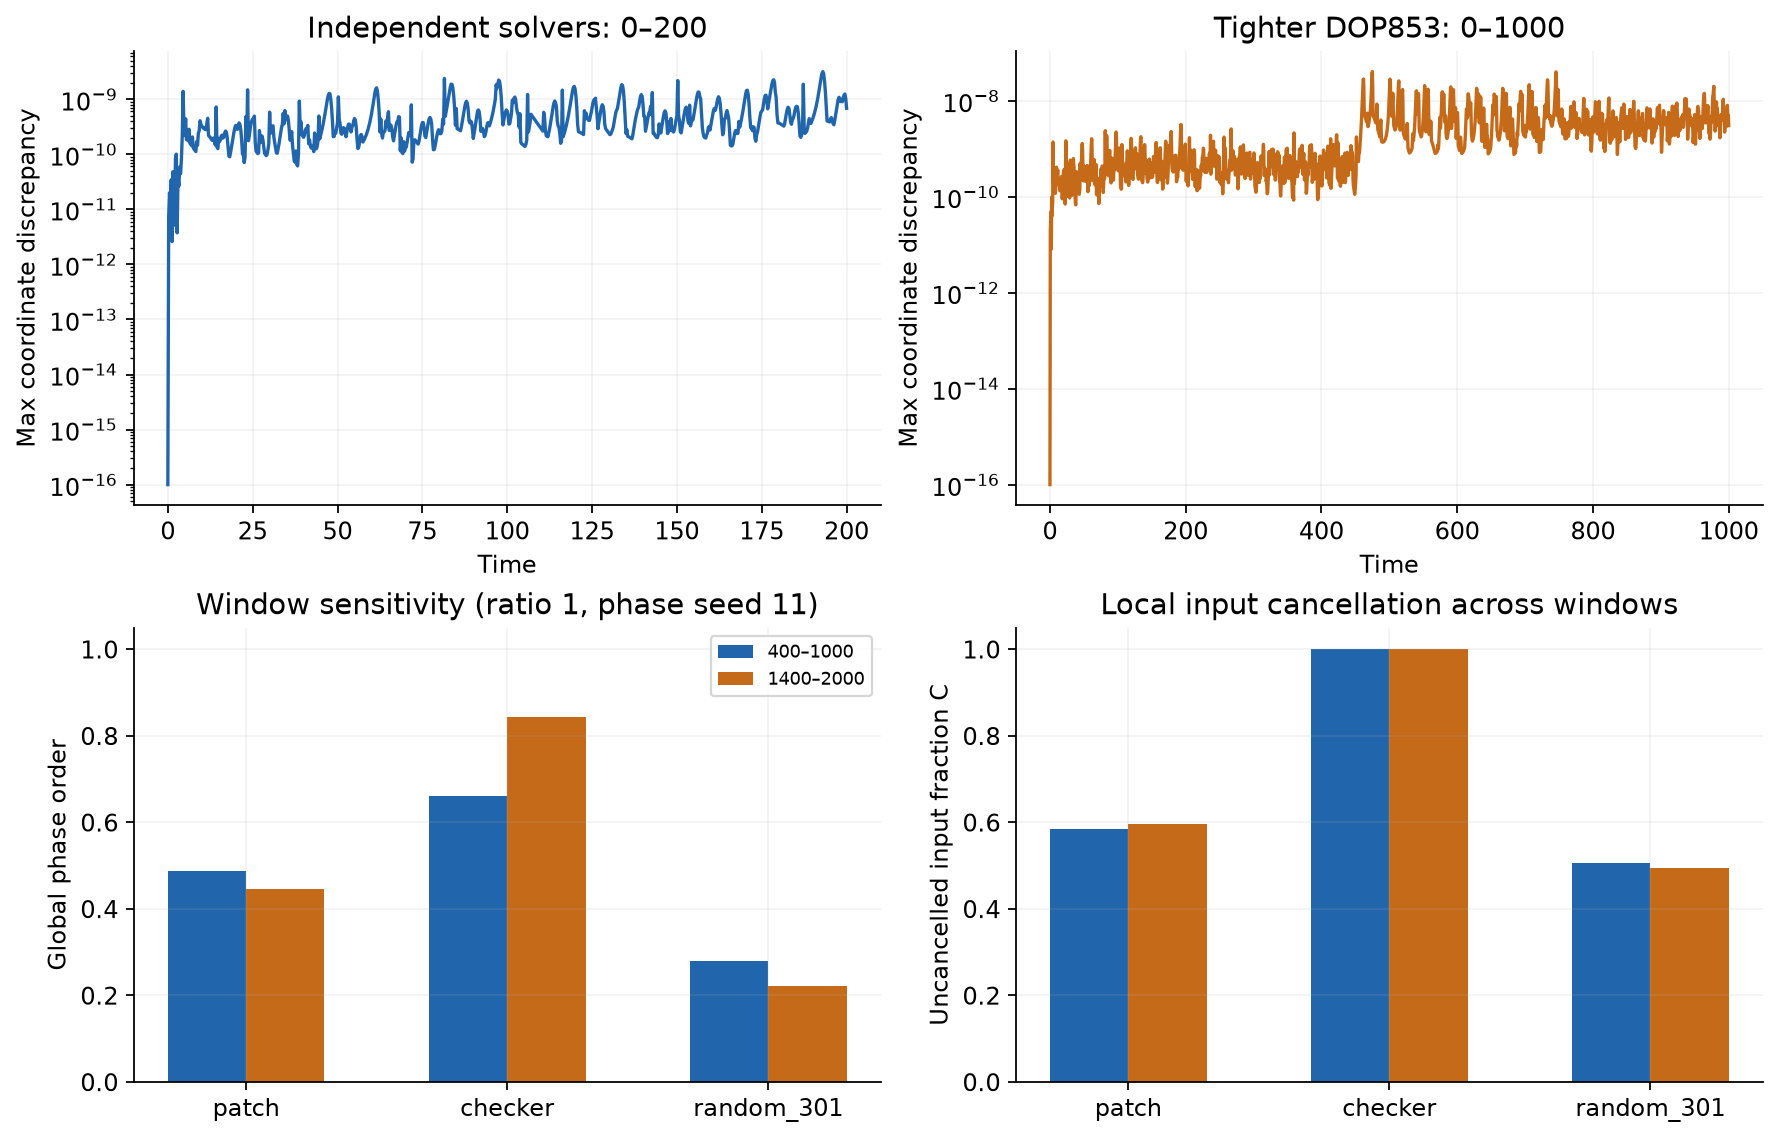 Independent solvers: 0–200
Max coordinate discrepancy
10⁻⁹
10⁻¹⁰
10⁻¹¹
10⁻¹²
10⁻¹³
10⁻¹⁴
10⁻¹⁵
10⁻¹⁶
0 25 50 75 100 125 150 175 200
Time
Tighter DOP853: 0–1000
Max coordinate discrepancy
10⁻⁸
10⁻¹⁰
10⁻¹²
10⁻¹⁴
10⁻¹⁶
0 200 400 600 800 1000
Time
Window sensitivity (ratio 1, phase seed 11)
Global phase order
1.0
0.8
0.6
0.4
0.2
0.0
400–1000
1400–2000
patch checker random_301
Local input cancellation across windows
Uncancelled input fraction C
1.0
0.8
0.6
0.4
0.2
0.0
patch checker random_301